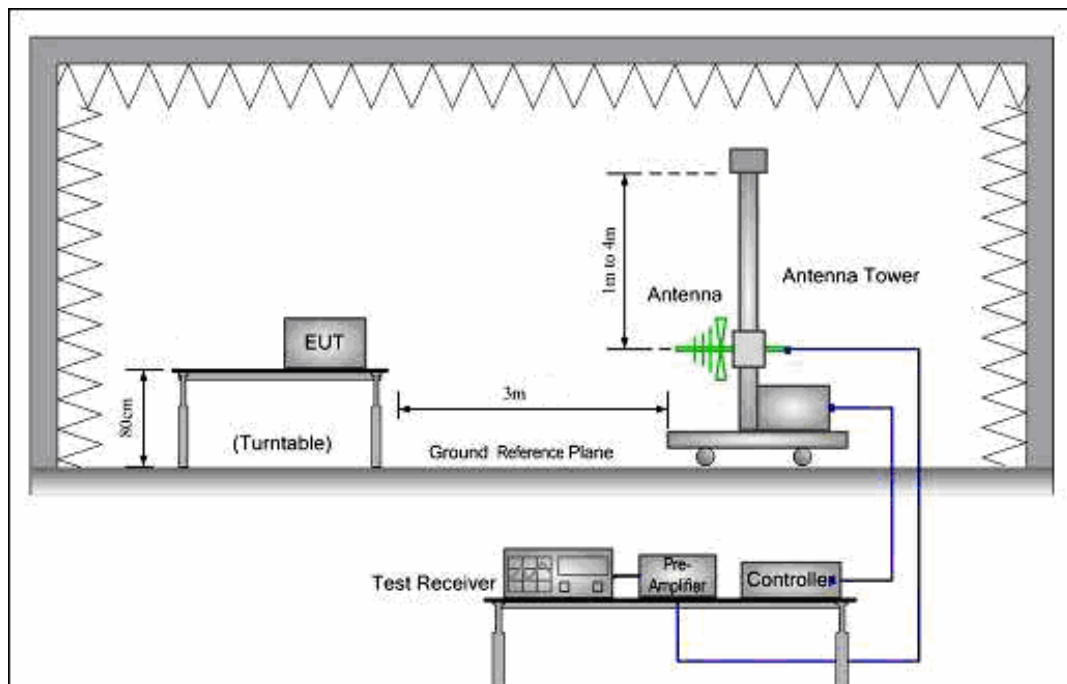 1m to 4m
Antenna
Antenna Tower
EUT
80cm
3m
(Turntable)
Ground Reference Plane
Test Receiver
Pre-
Amplifier
Controller